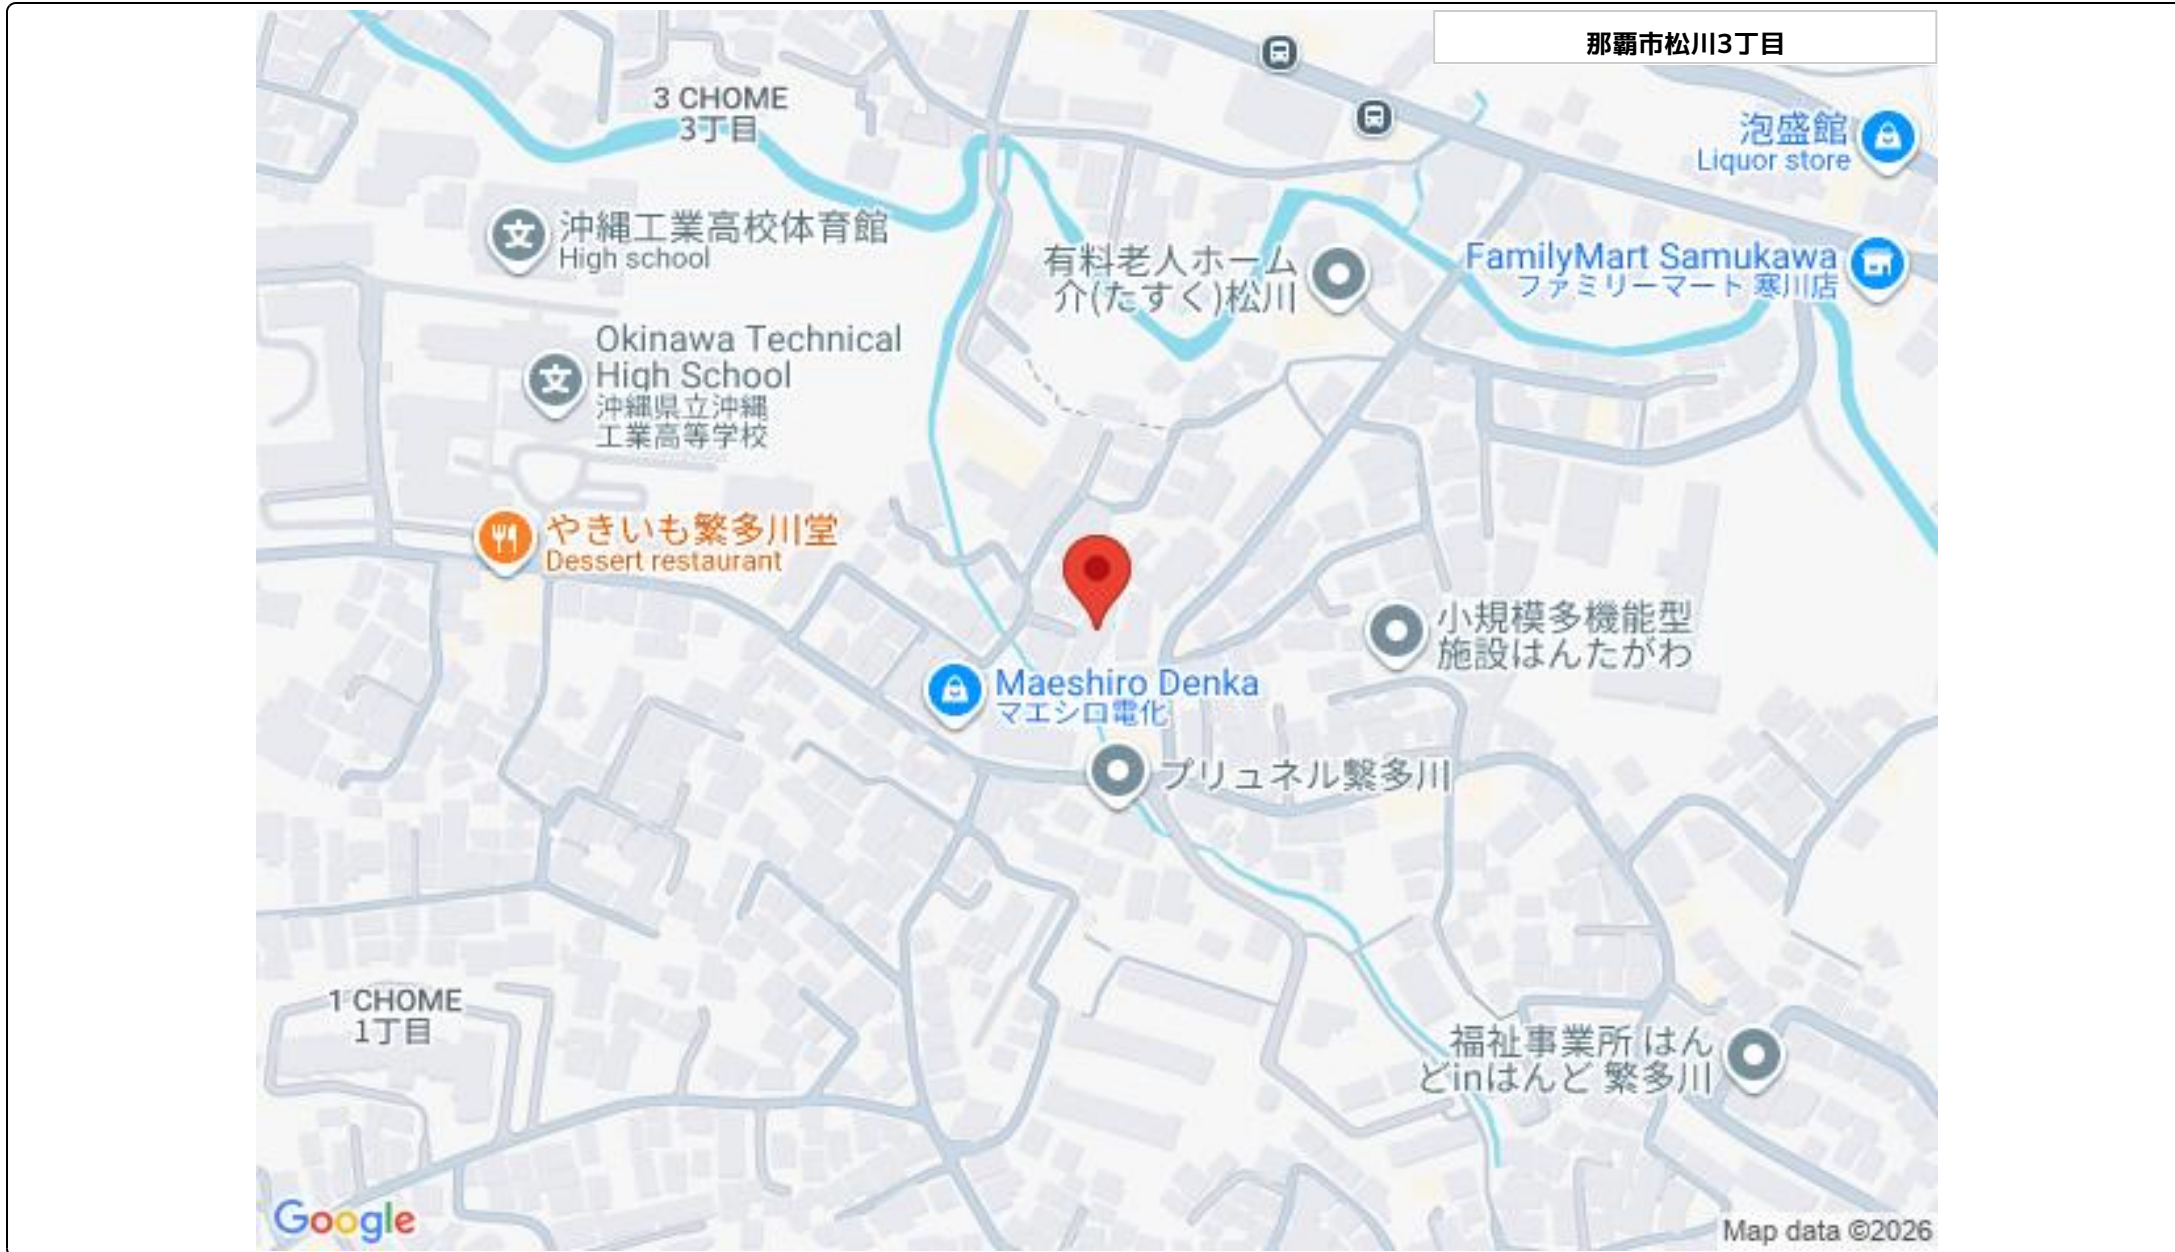 那覇市松川3丁目
3 CHOME
3丁目
泡盛館
Liquor store
沖縄工業高校体育館
High school
有料老人ホーム
介(たすく)松川
FamilyMart Samukawa
ファミリーマート 寒川店
Okinawa Technical
High School
沖縄県立沖縄
工業高等学校
やきいも繁多川堂
Dessert restaurant
小規模多機能型
施設はんたがわ
Maeshiro Denka
マエシロ電化
プリュネル繋多川
1 CHOME
1丁目
福祉事業所 はん
どinはんど 繁多川
Google
Map data ©2026